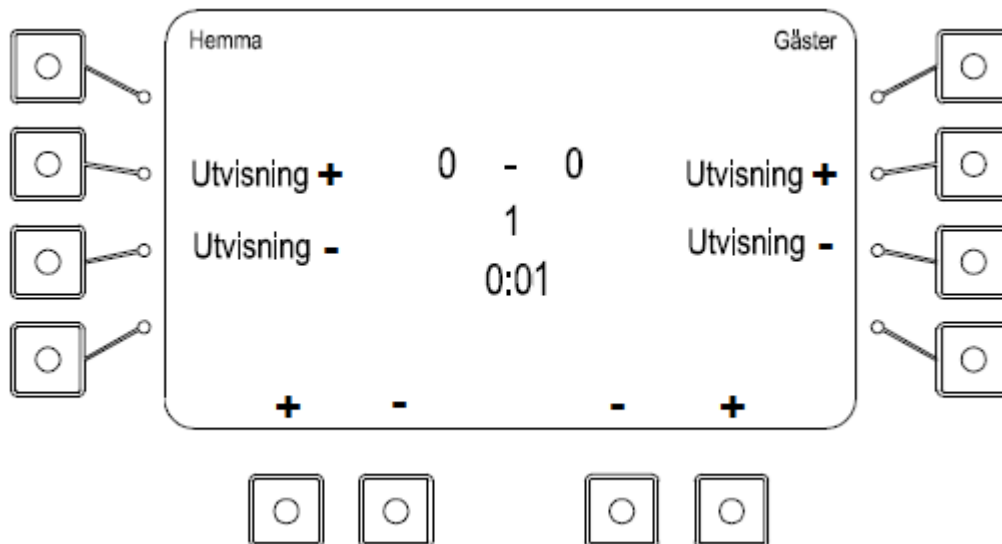 Hemma Gäster
Utvisning + 0 - 0 Utvisning +
1
Utvisning - Utvisning -
0:01
+ - - +